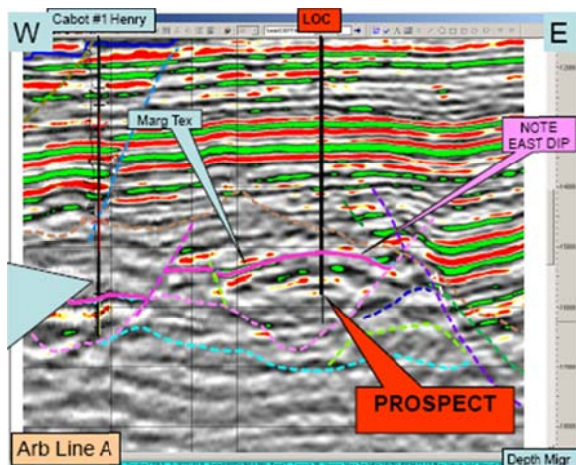 W
Cabot #1 Henry
LOC
E
Marg Tex
NOTE
EAST DIP
PROSPECT
Arb Line A
Depth Migr